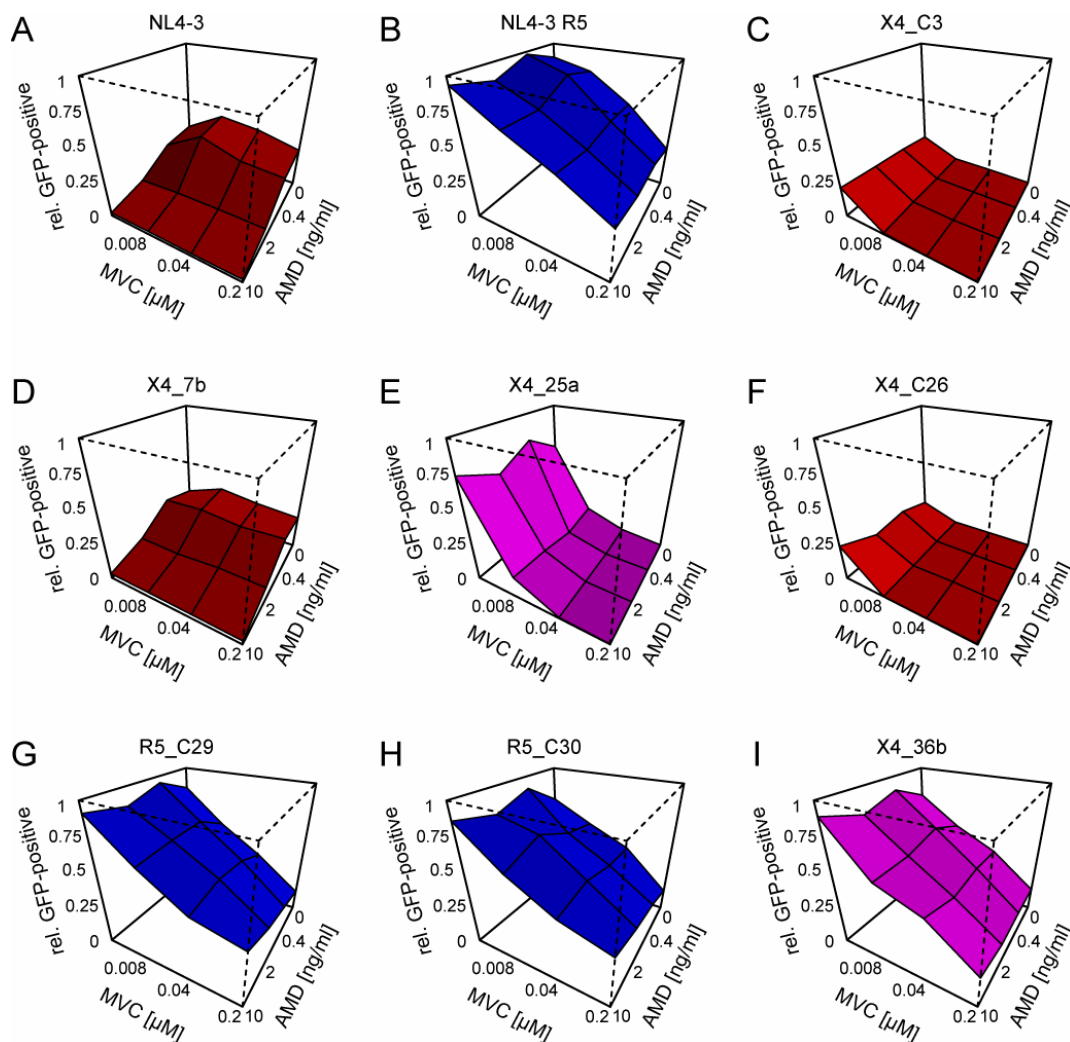 A
NL4-3
1
0.75
0.5
0.25
0
rel. GFP-positive
0.008
0.04
0.2
MVC [µM]
10
2
0.4
0
AMD [ng/ml]
B
NL4-3 R5
1
0.75
0.5
0.25
0
rel. GFP-positive
0.008
0.04
0.2
MVC [µM]
10
2
0.4
0
AMD [ng/ml]
C
X4_C3
1
0.75
0.5
0.25
0
rel. GFP-positive
0.008
0.04
0.2
MVC [µM]
10
2
0.4
0
AMD [ng/ml]
D
X4_7b
1
0.75
0.5
0.25
0
rel. GFP-positive
0.008
0.04
0.2
MVC [µM]
10
2
0.4
0
AMD [ng/ml]
E
X4_25a
1
0.75
0.5
0.25
0
rel. GFP-positive
0.008
0.04
0.2
MVC [µM]
10
2
0.4
0
AMD [ng/ml]
F
X4_C26
1
0.75
0.5
0.25
0
rel. GFP-positive
0.008
0.04
0.2
MVC [µM]
10
2
0.4
0
AMD [ng/ml]
G
R5_C29
1
0.75
0.5
0.25
0
rel. GFP-positive
0.008
0.04
0.2
MVC [µM]
10
2
0.4
0
AMD [ng/ml]
H
R5_C30
1
0.75
0.5
0.25
0
rel. GFP-positive
0.008
0.04
0.2
MVC [µM]
10
2
0.4
0
AMD [ng/ml]
I
X4_36b
1
0.75
0.5
0.25
0
rel. GFP-positive
0.008
0.04
0.2
MVC [µM]
10
2
0.4
0
AMD [ng/ml]